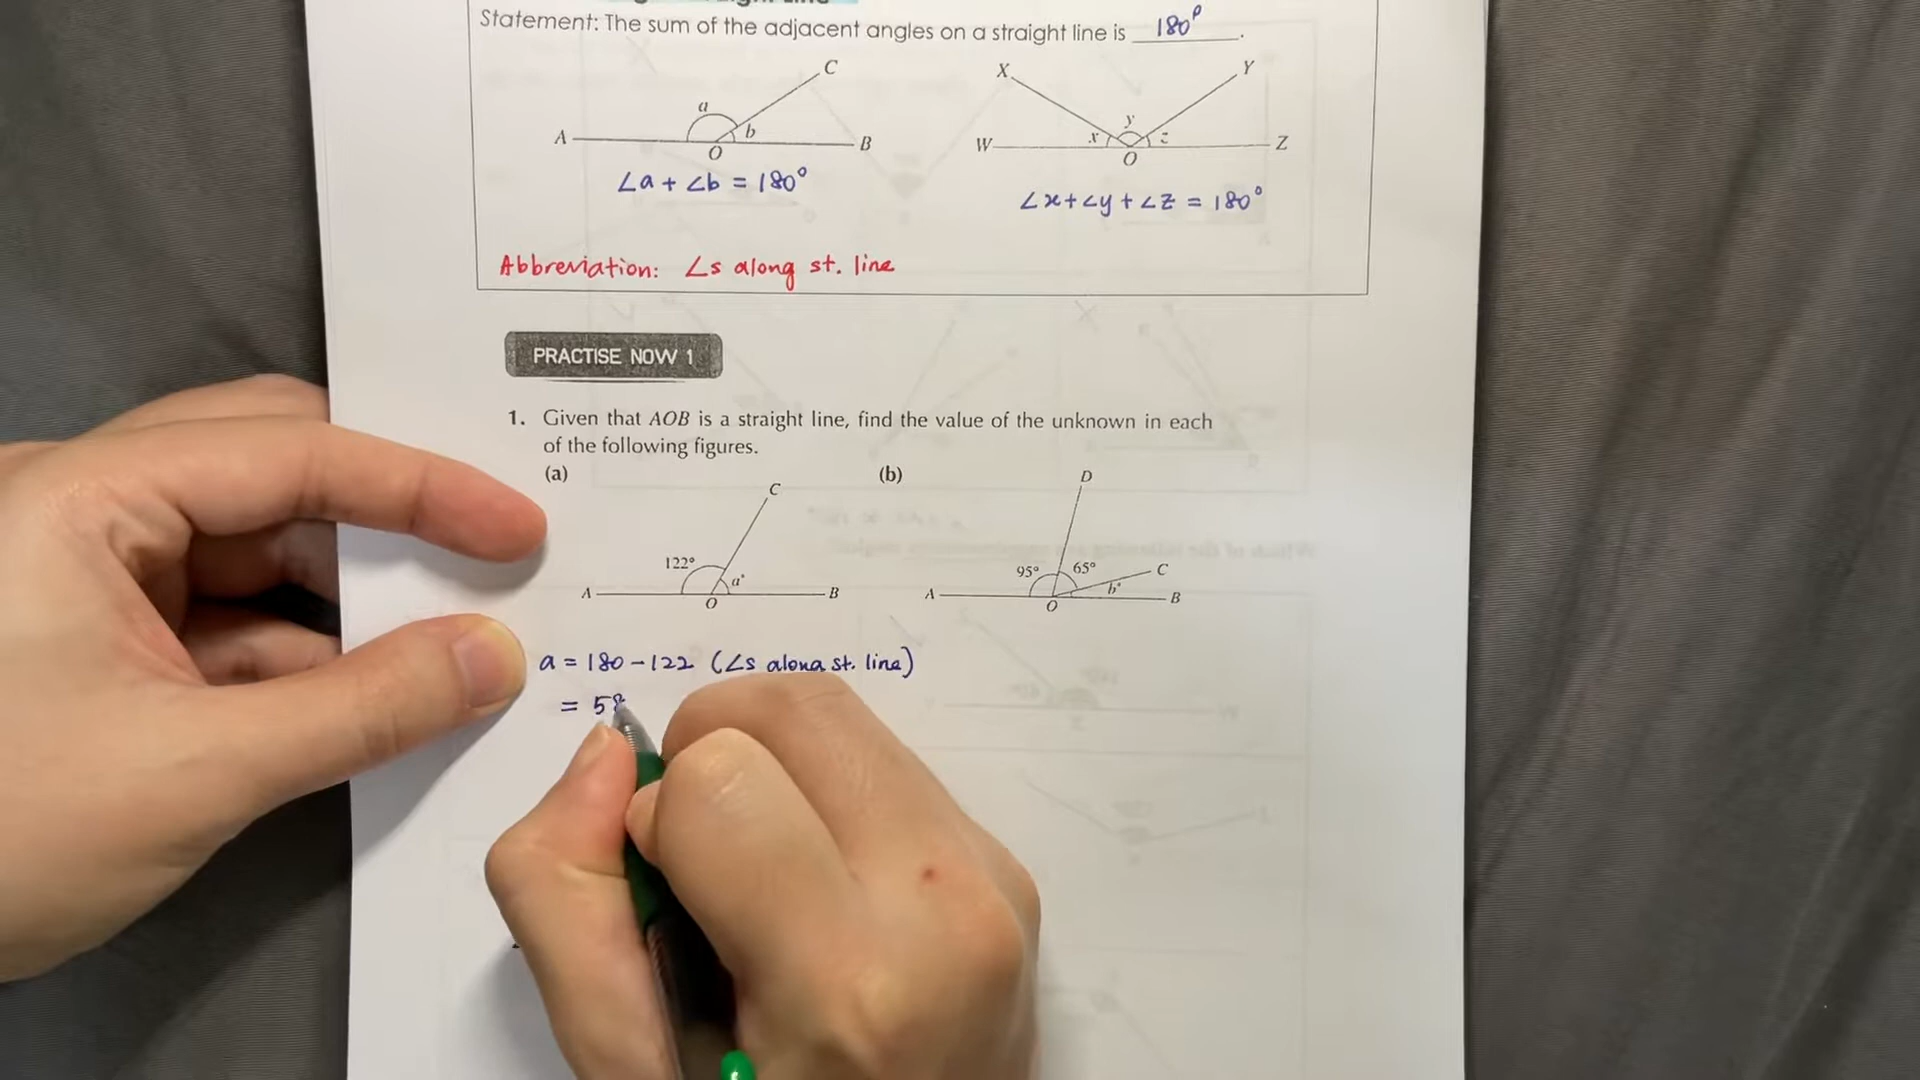 Statement: The sum of the adjacent angles on a straight line is 180°.
C
a
b
A
B
O
∠a + ∠b = 180°
X
Y
y
x
z
W
Z
O
∠x + ∠y + ∠z = 180°
Abbreviation: ∠s along st. line
PRACTISE NOW 1
1. Given that AOB is a straight line, find the value of the unknown in each
of the following figures.
(a)
C
122°
a°
A
B
O
(b)
D
95°
65°
C
b°
A
B
O
a = 180 - 122 (∠s along st. line)
= 58